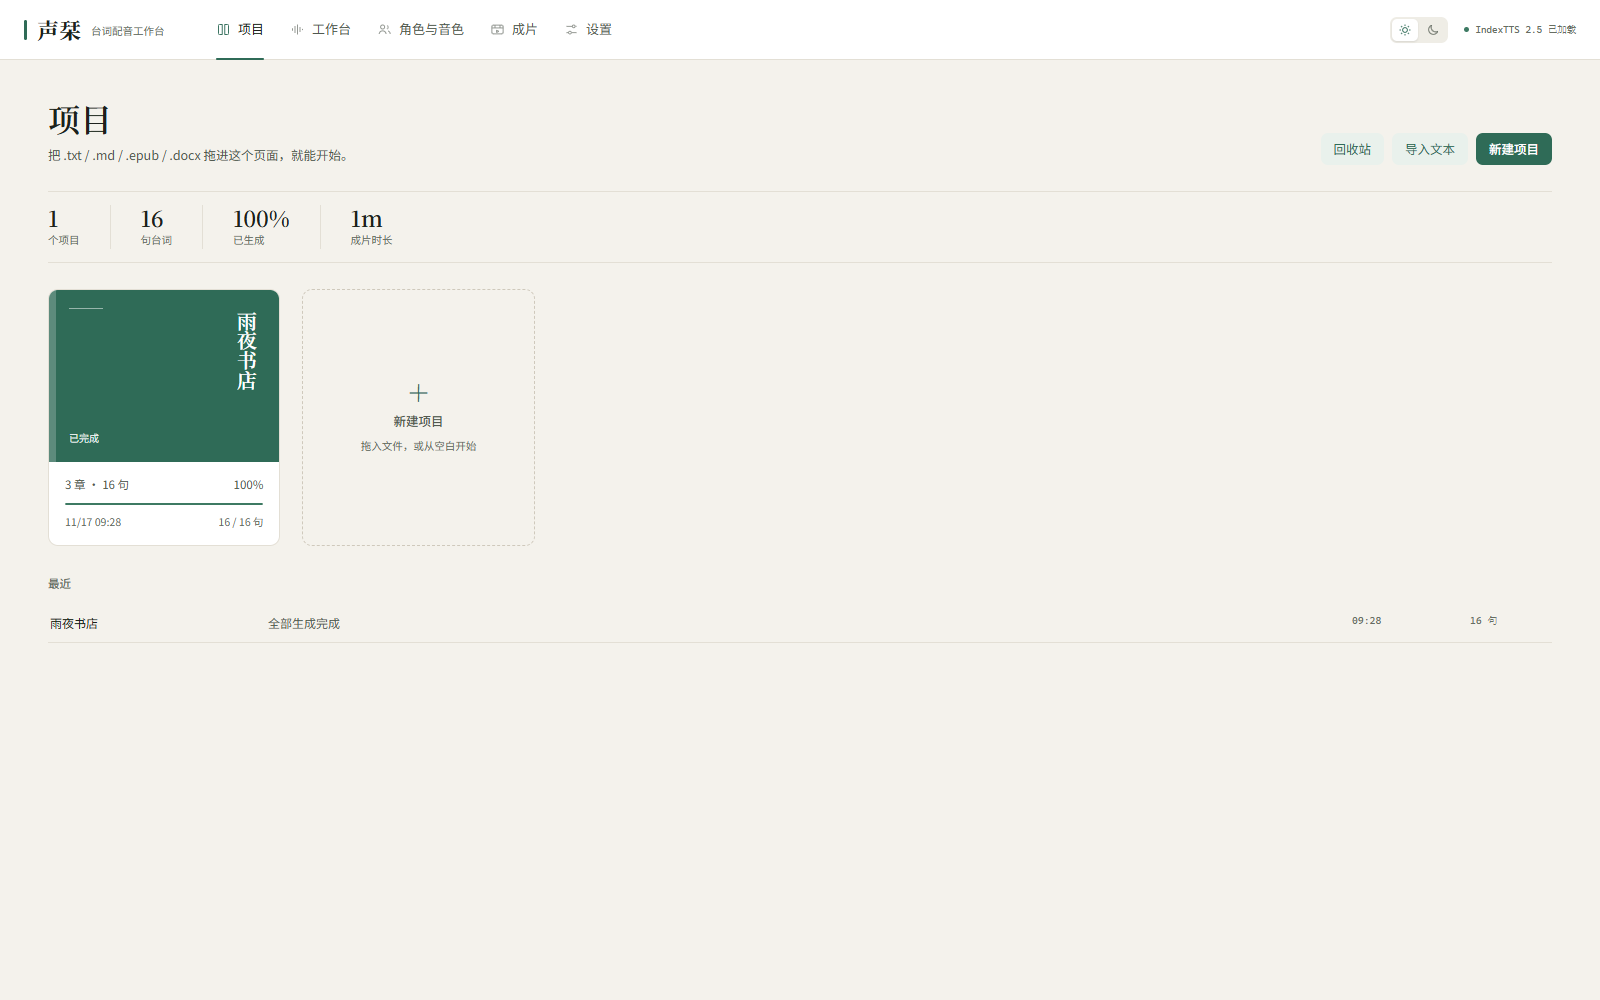 声栞 台词配音工作台 项目 工作台 角色与音色 成片 设置 IndexTTS 2.5 已加载
项目
把 .txt / .md / .epub / .docx 拖进这个页面，就能开始。
回收站 导入文本 新建项目
1 16 100% 1m
个项目 句台词 已生成 成片时长
雨夜书店
已完成
3 章 · 16 句 100%
11/17 09:28 16 / 16 句
新建项目
拖入文件，或从空白开始
最近
雨夜书店 全部生成完成 09:28 16 句